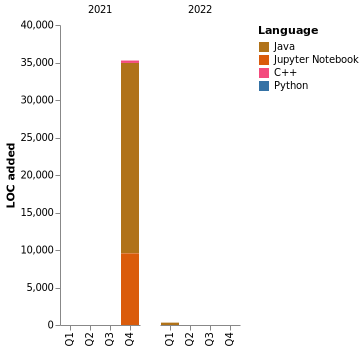 2021
2022
LOC added
40,000
35,000
30,000
25,000
20,000
15,000
10,000
5,000
0
Q1
Q2
Q3
Q4
Q1
Q2
Q3
Q4
Language
Java
Jupyter Notebook
C++
Python